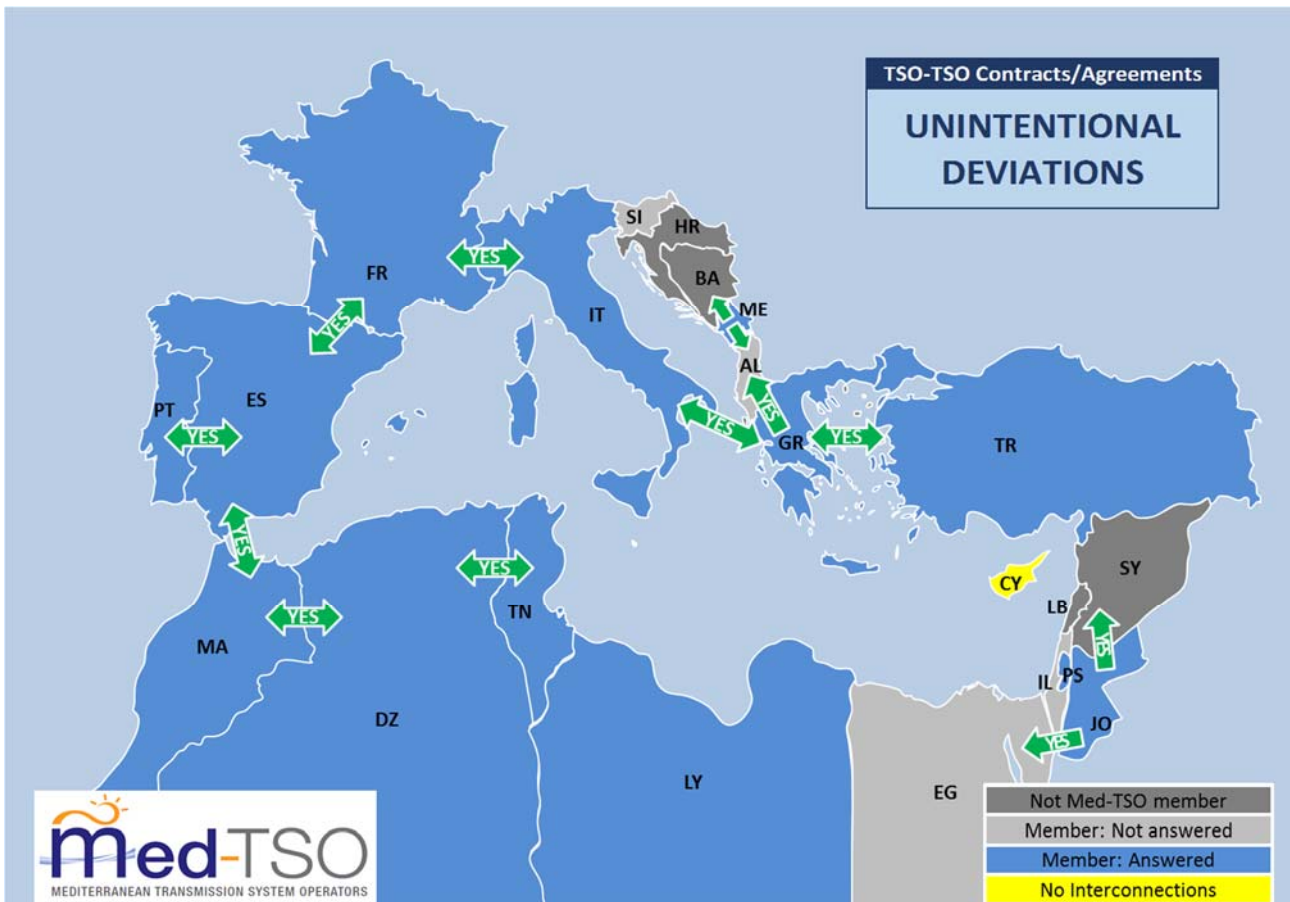 TSO-TSO Contracts/Agreements
UNINTENTIONAL
DEVIATIONS
SI
HR
BA
ME
FR
YES
IT
YES
AL
PT
ES
YES
YES
YES
GR
YES
TR
YES
YES
TN
CY
SY
LB
MA
YES
IL
PS
YES
DZ
JO
YES
LY
EG
Not Med-TSO member
Member: Not answered
Member: Answered
No Interconnections
Med-TSO
MEDITERRANEAN TRANSMISSION SYSTEM OPERATORS